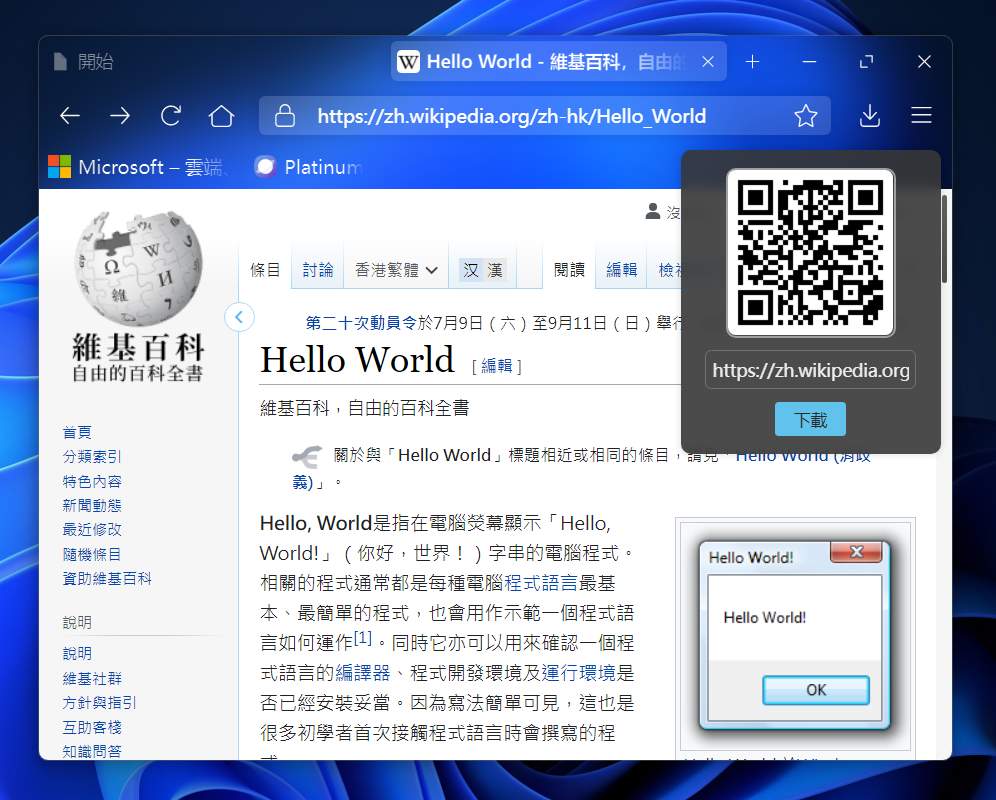 開始
Hello World - 維基百科，自由的
https://zh.wikipedia.org/zh-hk/Hello_World
Microsoft – 雲端、
Platinum
https://zh.wikipedia.org
下載
維基百科
自由的百科全書
沒
條目
討論
香港繁體
汉 漢
閱讀
編輯
檢視
第二十次動員令於7月9日（六）至9月11日（日）舉行
Hello World
[ 編輯 ]
維基百科，自由的百科全書
關於與「Hello World」標題相近或相同的條目，請見「Hello World (消歧
義)」。
Hello, World是指在電腦熒幕顯示「Hello,
World!」（你好，世界！）字串的電腦程式。
相關的程式通常都是每種電腦程式語言最基
本、最簡單的程式，也會用作示範一個程式語
言如何運作[1]。同時它亦可以用來確認一個程
式語言的編譯器、程式開發環境及運行環境是
否已經安裝妥當。因為寫法簡單可見，這也是
很多初學者首次接觸程式語言時會撰寫的程
Hello World!
Hello World!
OK
首頁
分類索引
特色內容
新聞動態
最近修改
隨機條目
資助維基百科
說明
說明
維基社群
方針與指引
互助客棧
知識問答